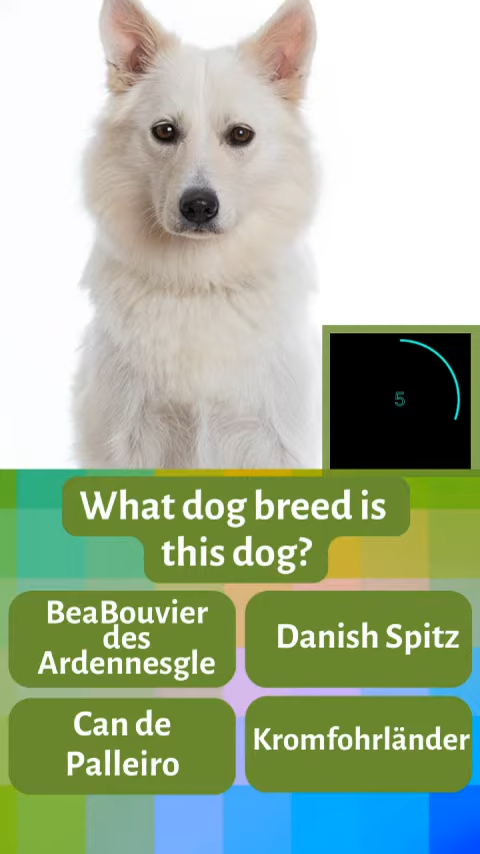 5
What dog breed is
this dog?
BeaBouvier
des
Ardennesgle
Danish Spitz
Can de
Palleiro
Kromfohrländer